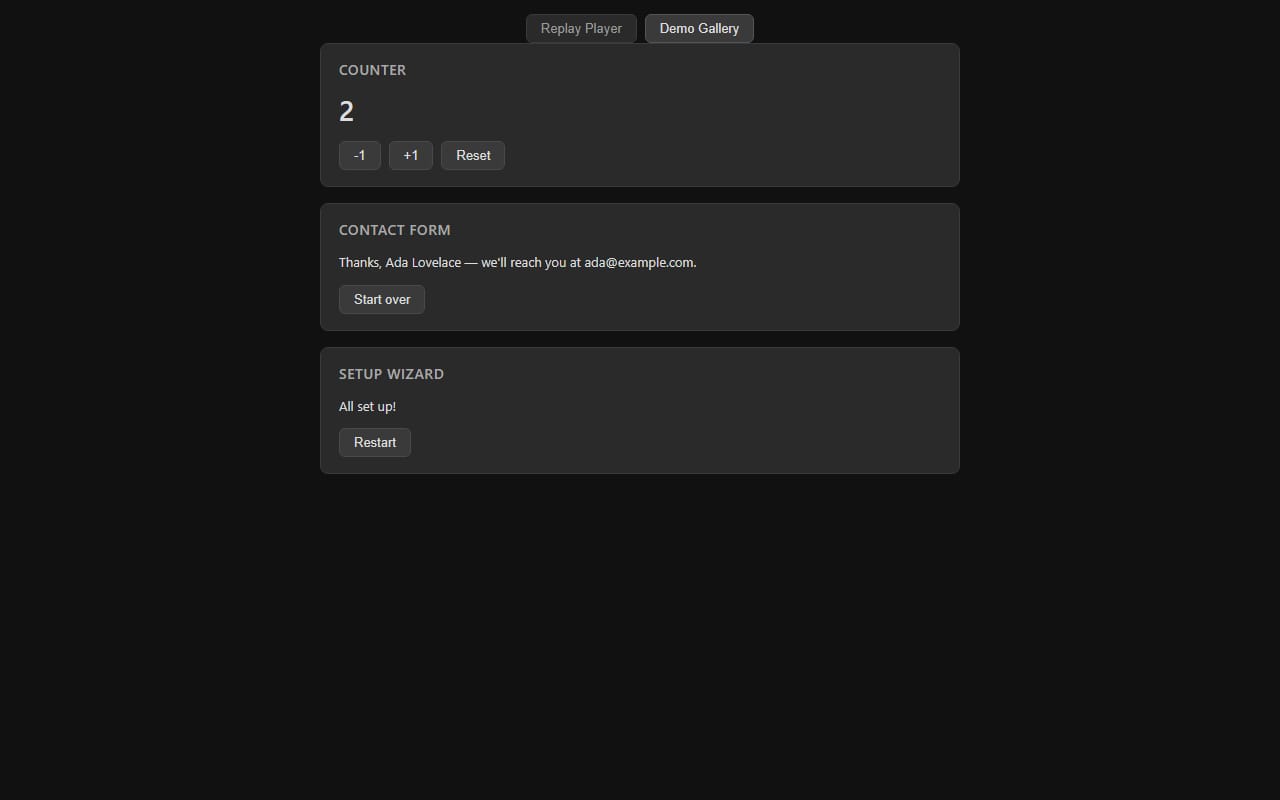 Replay Player
Demo Gallery
COUNTER
2
-1
+1
Reset
CONTACT FORM
Thanks, Ada Lovelace — we'll reach you at ada@example.com.
Start over
SETUP WIZARD
All set up!
Restart